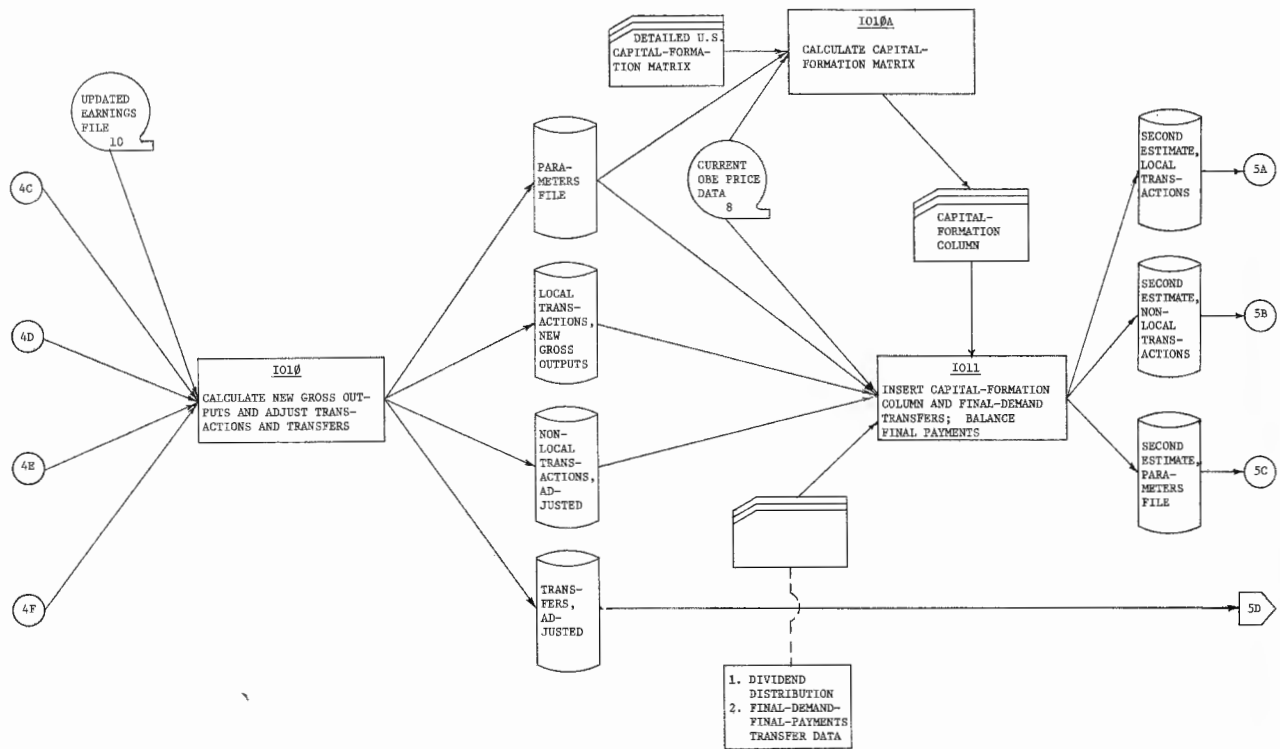 IO1ØA
DETAILED U.S.
CAPITAL-FORMA-
TION MATRIX
CALCULATE CAPITAL-
FORMATION MATRIX
UPDATED
EARNINGS
FILE
10
4C
4D
4E
4F
IO1Ø
CALCULATE NEW GROSS OUT-
PUTS AND ADJUST TRANS-
ACTIONS AND TRANSFERS
PARA-
METERS
FILE
LOCAL
TRANS-
ACTIONS,
NEW
GROSS
OUTPUTS
NON-
LOCAL
TRANS-
ACTIONS,
AD-
JUSTED
TRANS-
FERS,
AD-
JUSTED
CURRENT
OBE PRICE
DATA
8
CAPITAL-
FORMATION
COLUMN
IO11
INSERT CAPITAL-FORMATION
COLUMN AND FINAL-DEMAND
TRANSFERS; BALANCE
FINAL PAYMENTS
1. DIVIDEND
DISTRIBUTION
2. FINAL-DEMAND-
FINAL-PAYMENTS
TRANSFER DATA
SECOND
ESTIMATE,
LOCAL
TRANS-
ACTIONS
5A
SECOND
ESTIMATE,
NON-
LOCAL
TRANS-
ACTIONS
5B
SECOND
ESTIMATE,
PARA-
METERS
FILE
5C
5D